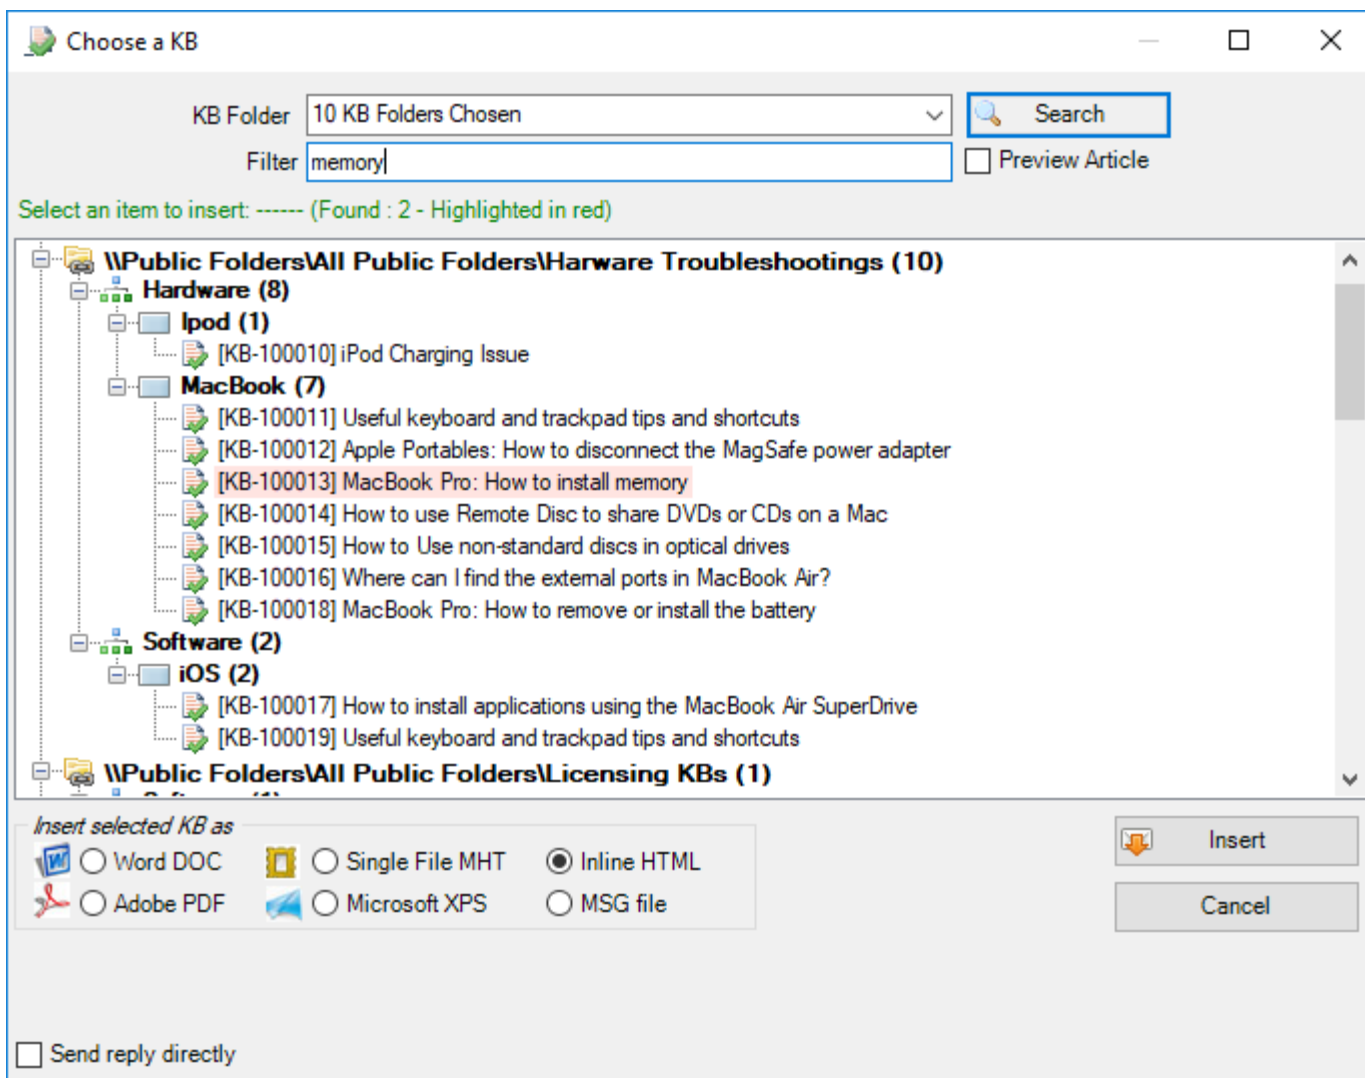 Choose a KB
KB Folder 10 KB Folders Chosen Search
Filter memory Preview Article
Select an item to insert: ------ (Found : 2 - Highlighted in red)
\\Public Folders\All Public Folders\Harware Troubleshootings (10)
Hardware (8)
Ipod (1)
[KB-100010] iPod Charging Issue
MacBook (7)
[KB-100011] Useful keyboard and trackpad tips and shortcuts
[KB-100012] Apple Portables: How to disconnect the MagSafe power adapter
[KB-100013] MacBook Pro: How to install memory
[KB-100014] How to use Remote Disc to share DVDs or CDs on a Mac
[KB-100015] How to Use non-standard discs in optical drives
[KB-100016] Where can I find the external ports in MacBook Air?
[KB-100018] MacBook Pro: How to remove or install the battery
Software (2)
iOS (2)
[KB-100017] How to install applications using the MacBook Air SuperDrive
[KB-100019] Useful keyboard and trackpad tips and shortcuts
\\Public Folders\All Public Folders\Licensing KBs (1)
Insert selected KB as
Word DOC Single File MHT Inline HTML Insert
Adobe PDF Microsoft XPS MSG file Cancel
Send reply directly